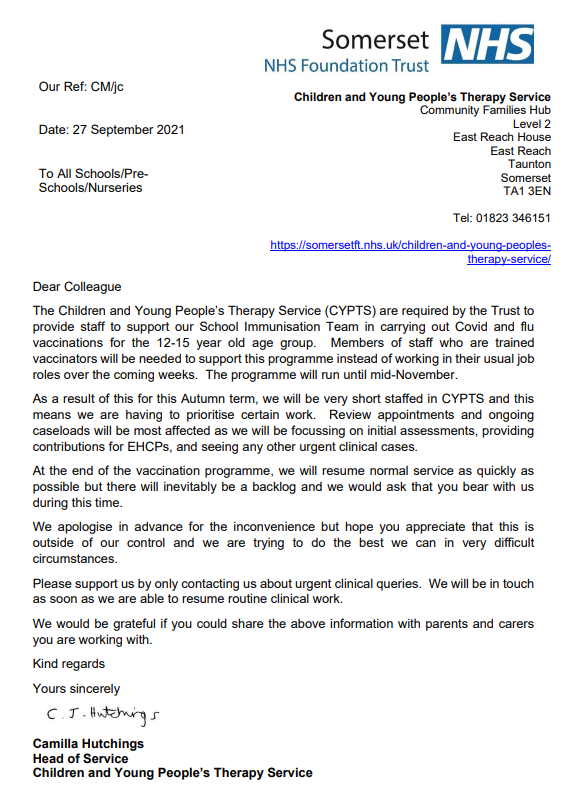 Somerset NHS
NHS Foundation Trust
Our Ref: CM/jc
Date: 27 September 2021
To All Schools/Pre-
Schools/Nurseries
Children and Young People's Therapy Service
Community Families Hub
Level 2
East Reach House
East Reach
Taunton
Somerset
TA1 3EN
Tel: 01823 346151
https://somersetft.nhs.uk/children-and-young-peoples-
therapy-service/
Dear Colleague
The Children and Young People's Therapy Service (CYPTS) are required by the Trust to
provide staff to support our School Immunisation Team in carrying out Covid and flu
vaccinations for the 12-15 year old age group. Members of staff who are trained
vaccinators will be needed to support this programme instead of working in their usual job
roles over the coming weeks. The programme will run until mid-November.
As a result of this for this Autumn term, we will be very short staffed in CYPTS and this
means we are having to prioritise certain work. Review appointments and ongoing
caseloads will be most affected as we will be focussing on initial assessments, providing
contributions for EHCPs, and seeing any other urgent clinical cases.
At the end of the vaccination programme, we will resume normal service as quickly as
possible but there will inevitably be a backlog and we would ask that you bear with us
during this time.
We apologise in advance for the inconvenience but hope you appreciate that this is
outside of our control and we are trying to do the best we can in very difficult
circumstances.
Please support us by only contacting us about urgent clinical queries. We will be in touch
as soon as we are able to resume routine clinical work.
We would be grateful if you could share the above information with parents and carers
you are working with.
Kind regards
Yours sincerely
C. J. Hutchings
Camilla Hutchings
Head of Service
Children and Young People's Therapy Service